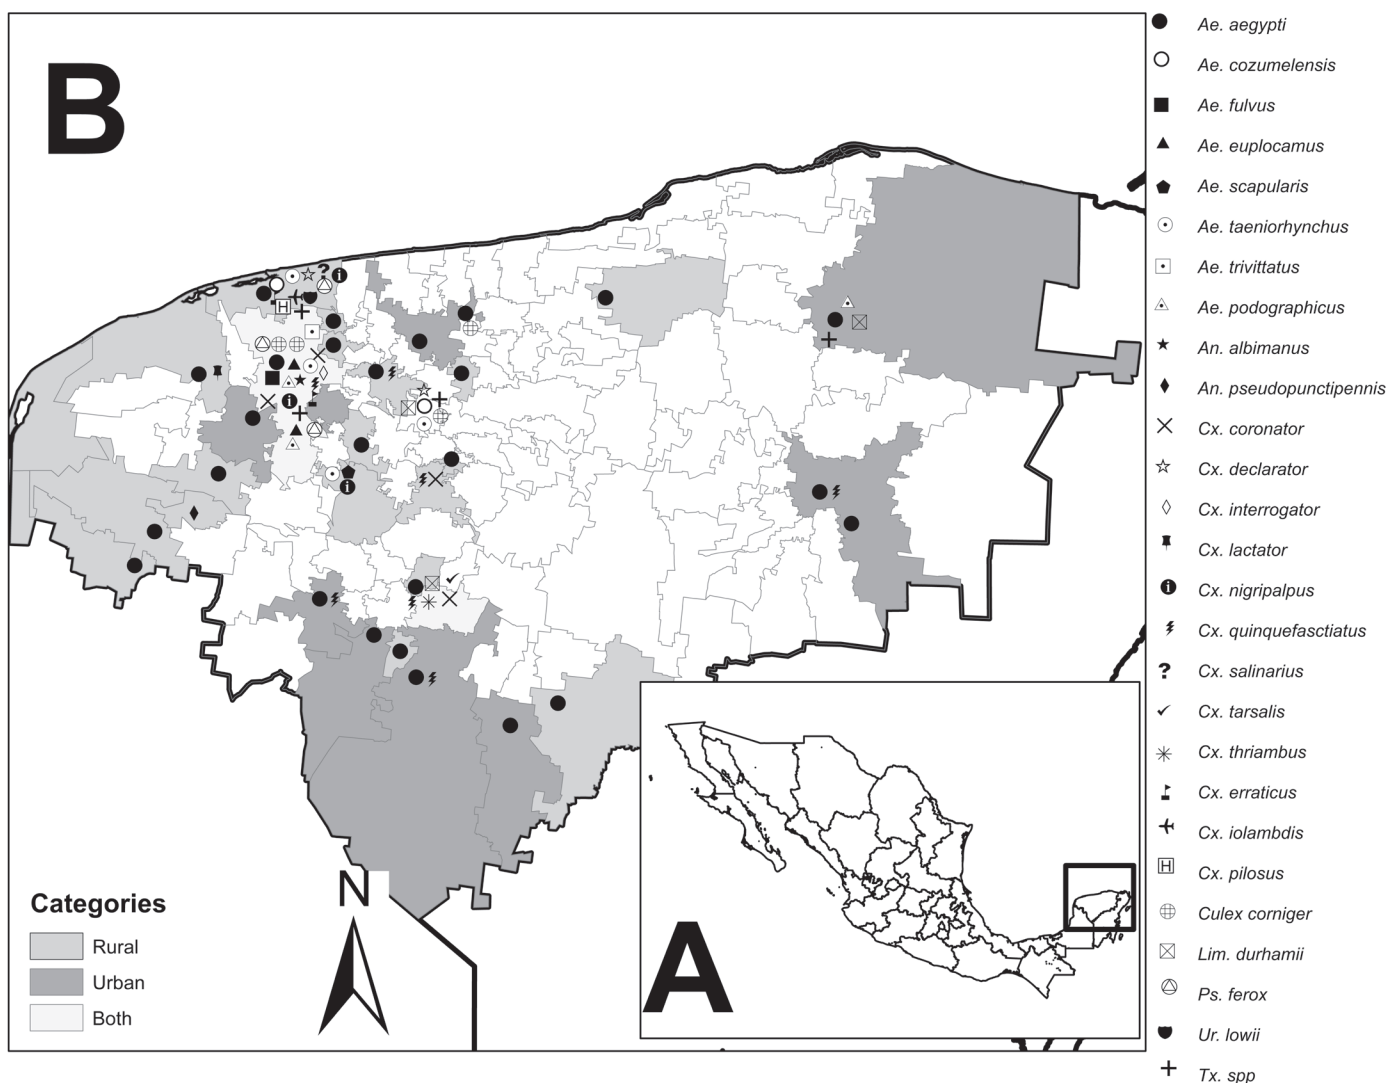 B
Ae. aegypti
Ae. cozumelensis
Ae. fulvus
Ae. euplocamus
Ae. scapularis
Ae. taeniorhynchus
Ae. trivittatus
Ae. podographicus
An. albimanus
An. pseudopunctipennis
Cx. coronator
Cx. declarator
Cx. interrogator
Cx. lactator
Cx. nigripalpus
Cx. quinquefasctiatus
Cx. salinarius
Cx. tarsalis
Cx. thriambus
Cx. erraticus
Cx. iolambdis
Cx. pilosus
Culex corniger
Lim. durhamii
Ps. ferox
Ur. lowii
Tx. spp
N
Categories
Rural
Urban
Both
A